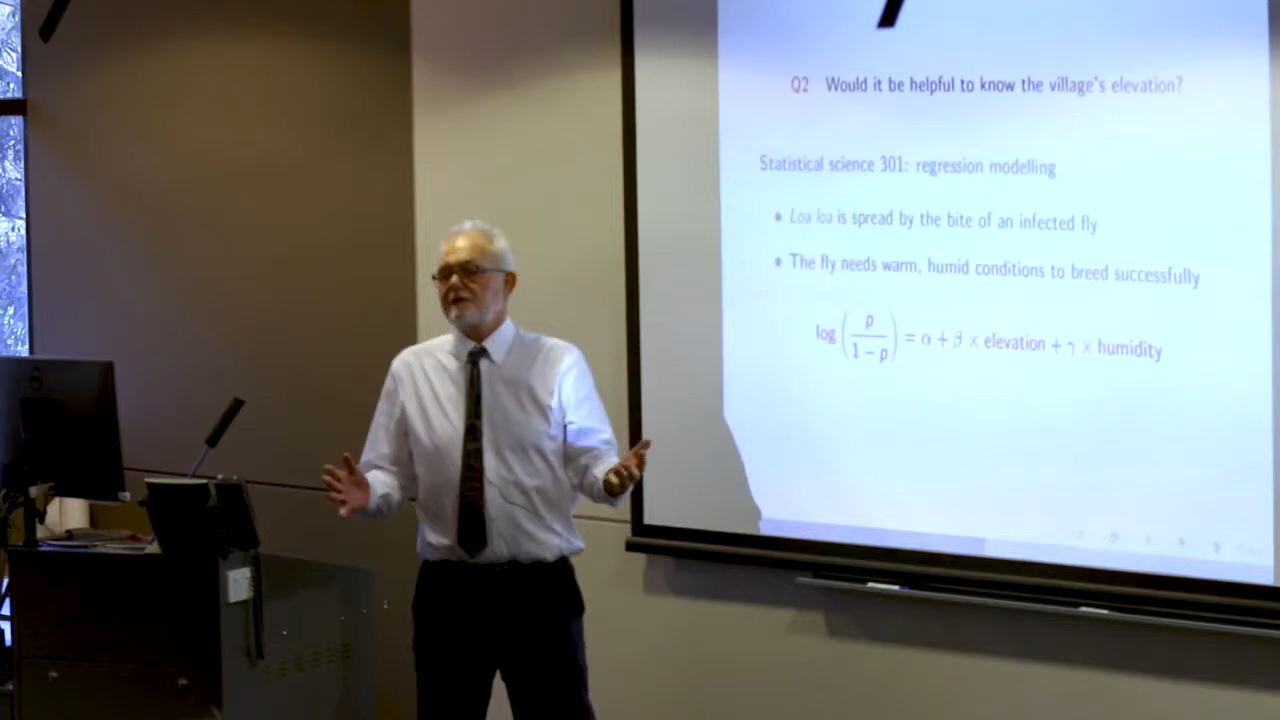 Q2 Would it be helpful to know the village's elevation?
Statistical science 301: regression modelling
• Loa loa is spread by the bite of an infected fly
• The fly needs warm, humid conditions to breed successfully
log(p/(1 − p)) = α + β × elevation + γ × humidity